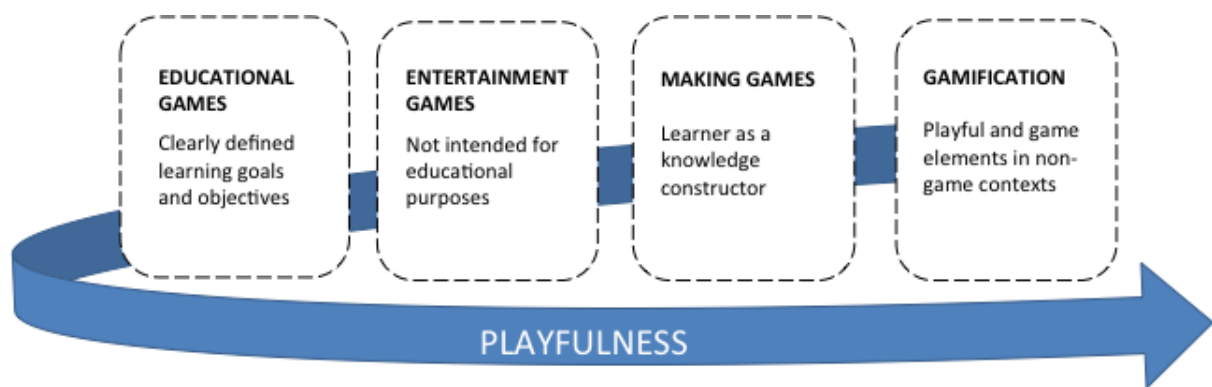 EDUCATIONAL
GAMES
Clearly defined
learning goals
and objectives
ENTERTAINMENT
GAMES
Not intended for
educational
purposes
MAKING GAMES
Learner as a
knowledge
constructor
GAMIFICATION
Playful and game
elements in non-
game contexts
PLAYFULNESS